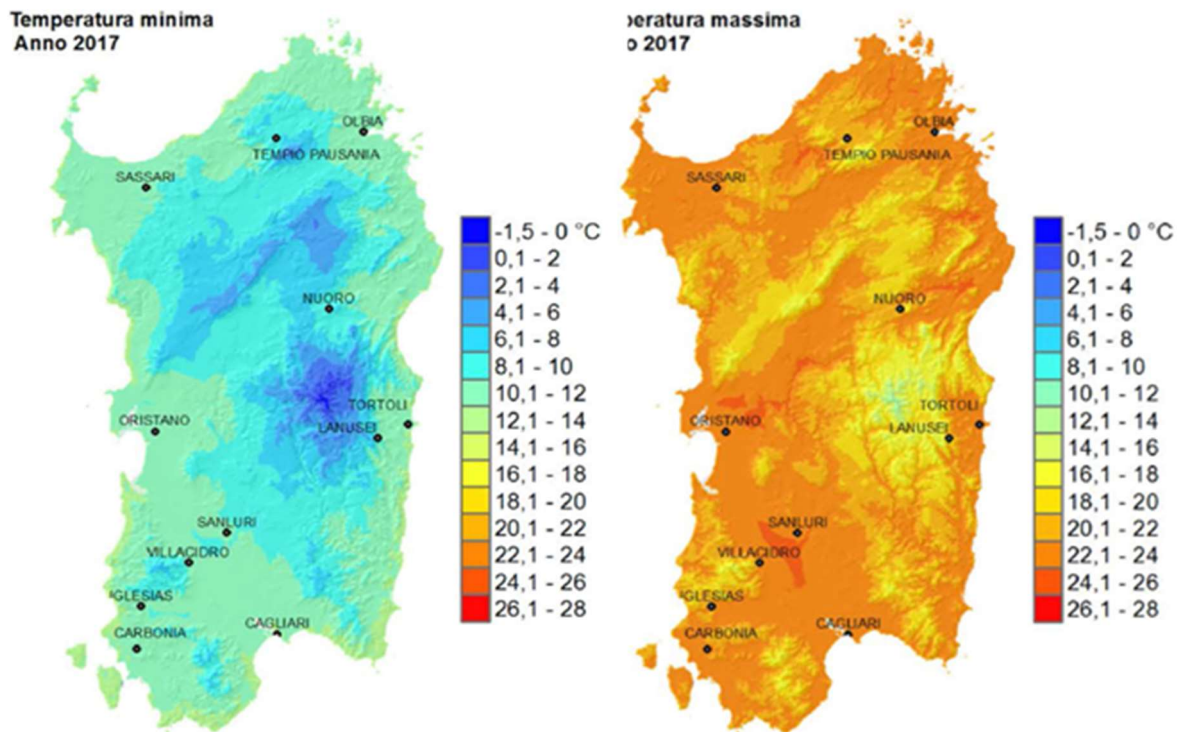 Temperatura minima
Anno 2017
OLBIA
TEMPIO PAUSANIA
SASSARI
NUORO
TORTOLI
ORISTANO
LANUSEI
SANLURI
VILLACIDRO
IGLESIAS
CAGLIARI
CARBONIA
-1,5 - 0 °C
0,1 - 2
2,1 - 4
4,1 - 6
6,1 - 8
8,1 - 10
10,1 - 12
12,1 - 14
14,1 - 16
16,1 - 18
18,1 - 20
20,1 - 22
22,1 - 24
24,1 - 26
26,1 - 28
peratura massima
o 2017
OLBIA
TEMPIO PAUSANIA
SASSARI
NUORO
TORTOLI
ORISTANO
LANUSEI
SANLURI
VILLACIDRO
IGLESIAS
CAGLIARI
CARBONIA
-1,5 - 0 °C
0,1 - 2
2,1 - 4
4,1 - 6
6,1 - 8
8,1 - 10
10,1 - 12
12,1 - 14
14,1 - 16
16,1 - 18
18,1 - 20
20,1 - 22
22,1 - 24
24,1 - 26
26,1 - 28